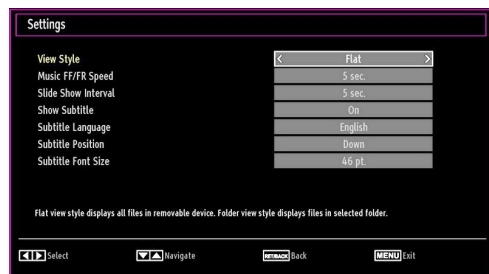 Settings
View Style < Flat >
Music FF/FR Speed 5 sec.
Slide Show Interval 5 sec.
Show Subtitle On
Subtitle Language English
Subtitle Position Down
Subtitle Font Size 46 pt.
Flat view style displays all files in removable device. Folder view style displays files in selected folder.
Select Navigate RETURN/BACK Back MENU Exit